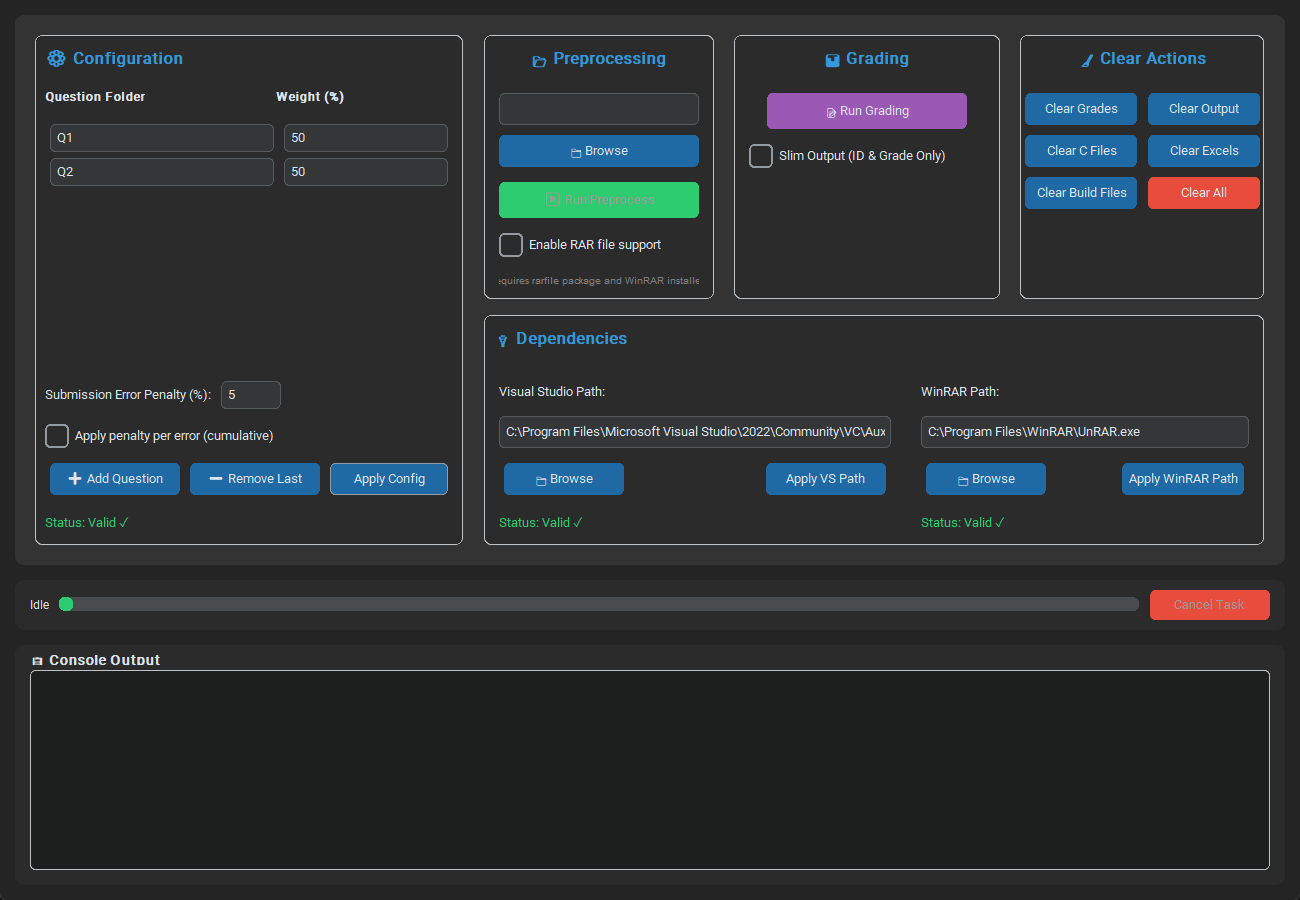 Configuration
Question Folder Weight (%)
Q1 50
Q2 50
Submission Error Penalty (%): 5
Apply penalty per error (cumulative)
Add Question Remove Last Apply Config
Status: Valid ✓
Preprocessing
Browse
Run Preprocess
Enable RAR file support
equires rarfile package and WinRAR installe
Grading
Run Grading
Slim Output (ID & Grade Only)
Clear Actions
Clear Grades Clear Output
Clear C Files Clear Excels
Clear Build Files Clear All
Dependencies
Visual Studio Path: WinRAR Path:
C:\Program Files\Microsoft Visual Studio\2022\Community\VC\Aux C:\Program Files\WinRAR\UnRAR.exe
Browse Apply VS Path Browse Apply WinRAR Path
Status: Valid ✓ Status: Valid ✓
Idle Cancel Task
Console Output